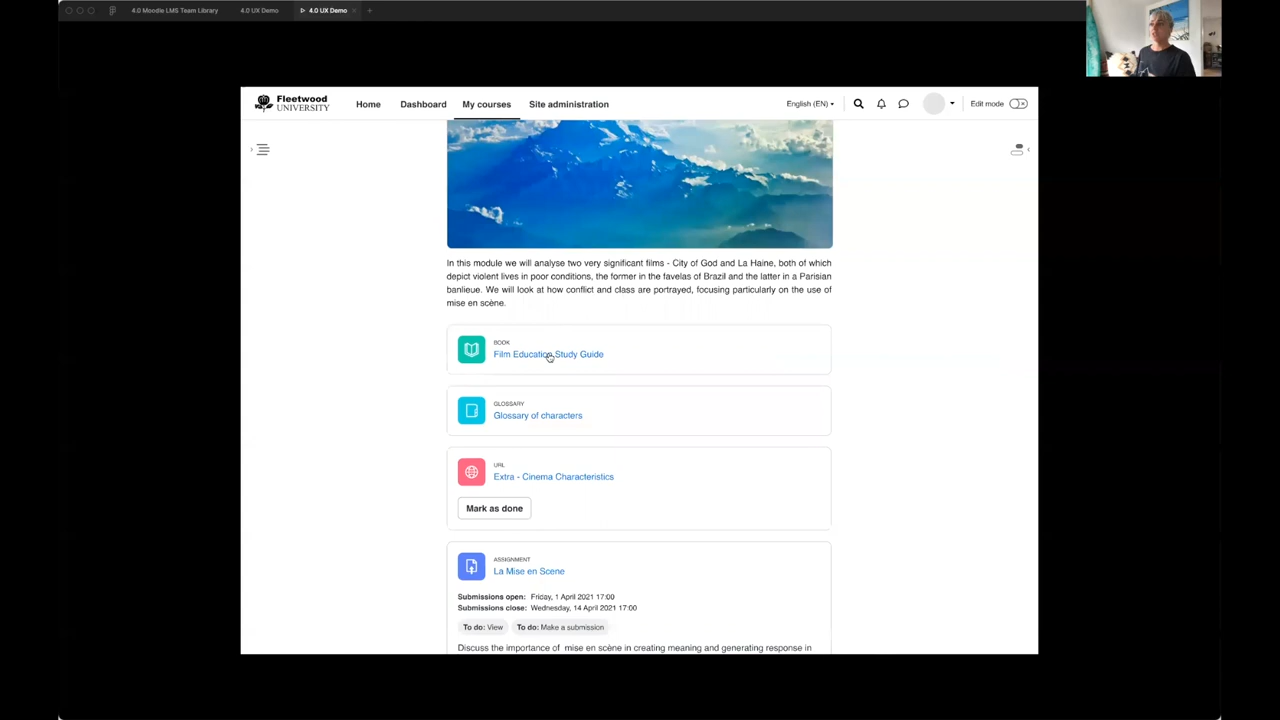 4.0 Moodle LMS Team Library 4.0 UX Demo 4.0 UX Demo
Fleetwood UNIVERSITY
Home Dashboard My courses Site administration English (EN) Edit mode
In this module we will analyse two very significant films - City of God and La Haine, both of which
depict violent lives in poor conditions, the former in the favelas of Brazil and the latter in a Parisian
banlieue. We will look at how conflict and class are portrayed, focusing particularly on the use of
mise en scène.
BOOK
Film Education Study Guide
GLOSSARY
Glossary of characters
URL
Extra - Cinema Characteristics
Mark as done
ASSIGNMENT
La Mise en Scene
Submissions open: Friday, 1 April 2021 17:00
Submissions close: Wednesday, 14 April 2021 17:00
To do: View To do: Make a submission
Discuss the importance of mise en scène in creating meaning and generating response in